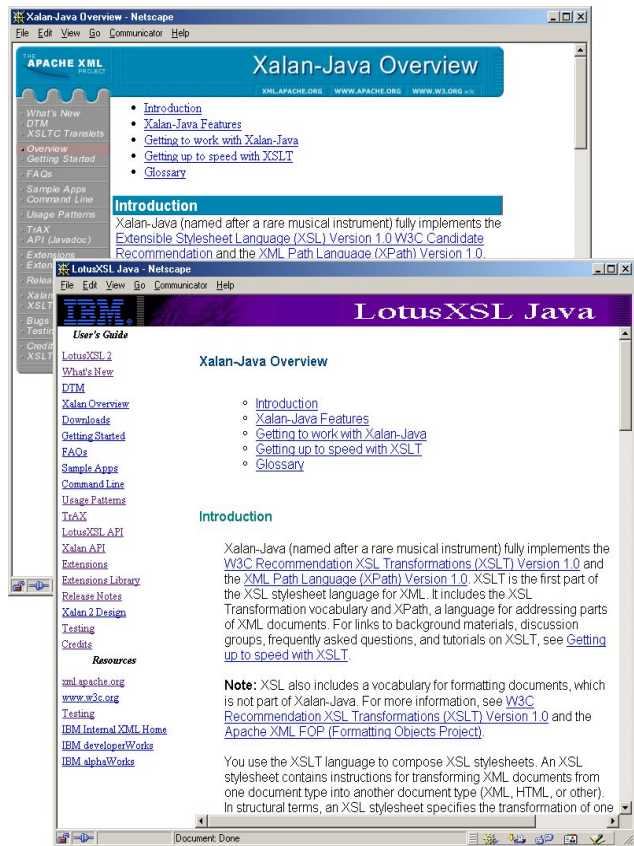 Xalan-Java Overview - Netscape
File Edit View Go Communicator Help
THE
APACHE XML
PROJECT
Xalan-Java Overview
XML.APACHE.ORG WWW.APACHE.ORG WWW.W3.ORG
What's New
DTM
XSLTC Translets
Overview
Getting Started
FAQs
Sample Apps
Command Line
Usage Patterns
TrAX
API (Javadoc)
Introduction
Xalan-Java Features
Getting to work with Xalan-Java
Getting up to speed with XSLT
Glossary
Introduction
Xalan-Java (named after a rare musical instrument) fully implements the
Extensible Stylesheet Language (XSL) Version 1.0 W3C Candidate
Recommendation and the XML Path Language (XPath) Version 1.0.
LotusXSL Java - Netscape
File Edit View Go Communicator Help
IBM. LotusXSL Java
User's Guide
LotusXSL 2
What's New
DTM
Xalan Overview
Downloads
Getting Started
FAQs
Sample Apps
Command Line
Usage Patterns
TrAX
LotusXSL API
Xalan API
Extensions
Extensions Library
Release Notes
Xalan 2 Design
Testing
Credits
Resources
xml.apache.org
www.w3c.org
Testing
IBM Internal XML Home
IBM developerWorks
IBM alphaWorks
Xalan-Java Overview
Introduction
Xalan-Java Features
Getting to work with Xalan-Java
Getting up to speed with XSLT
Glossary
Introduction
Xalan-Java (named after a rare musical instrument) fully implements the
W3C Recommendation XSL Transformations (XSLT) Version 1.0 and
the XML Path Language (XPath) Version 1.0. XSLT is the first part of
the XSL stylesheet language for XML. It includes the XSL
Transformation vocabulary and XPath, a language for addressing parts
of XML documents. For links to background materials, discussion
groups, frequently asked questions, and tutorials on XSLT, see Getting
up to speed with XSLT.
Note: XSL also includes a vocabulary for formatting documents, which
is not part of Xalan-Java. For more information, see W3C
Recommendation XSL Transformations (XSLT) Version 1.0 and the
Apache XML FOP (Formatting Objects Project).
You use the XSLT language to compose XSL stylesheets. An XSL
stylesheet contains instructions for transforming XML documents from
one document type into another document type (XML, HTML, or other).
In structural terms, an XSL stylesheet specifies the transformation of one
Document: Done